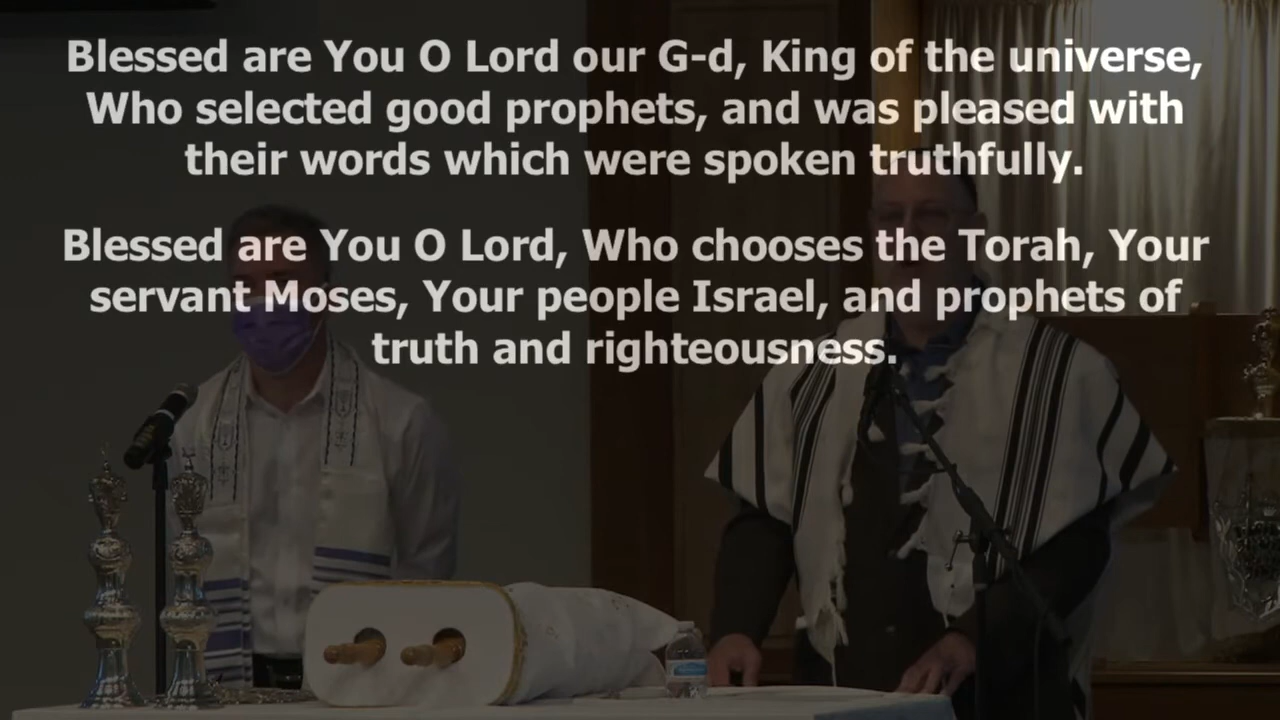 Blessed are You O Lord our G-d, King of the universe,
Who selected good prophets, and was pleased with
their words which were spoken truthfully.
Blessed are You O Lord, Who chooses the Torah, Your
servant Moses, Your people Israel, and prophets of
truth and righteousness.